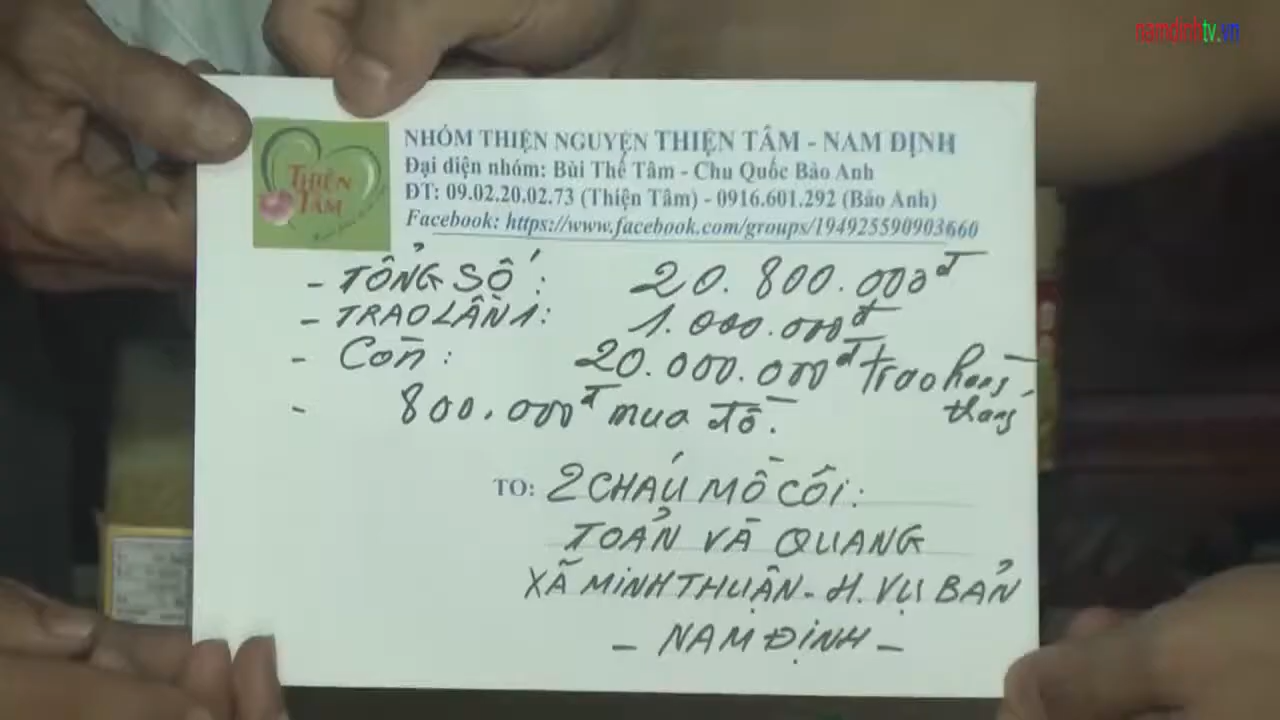 namdinhtv.vn
THIỆN TÂM
NHÓM THIỆN NGUYỆN THIỆN TÂM - NAM ĐỊNH
Đại diện nhóm: Bùi Thế Tâm - Chu Quốc Bảo Anh
ĐT: 09.02.20.02.73 (Thiện Tâm) - 0916.601.292 (Bảo Anh)
Facebook: https://www.facebook.com/groups/194925590903660
- TỔNG SỐ: 20.800.000đ
- TRAO LẦN 1: 1.000.000đ
- Còn: 20.000.000đ trao hàng tháng
- 800.000đ mua đồ.
TO: 2 CHÁU MỒ CÔI:
TOẢN VÀ QUANG
XÃ MINH THUẬN - H. VỤ BẢN
- NAM ĐỊNH -